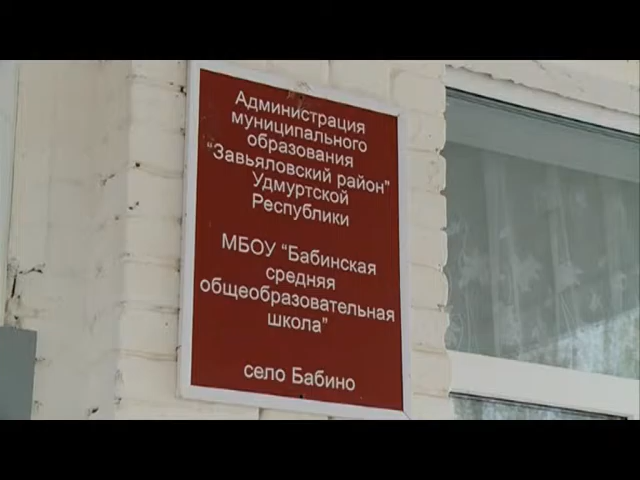 Администрация
муниципального
образования
“Завьяловский район”
Удмуртской
Республики
МБОУ “Бабинская
средняя
общеобразовательная
школа”
село Бабино